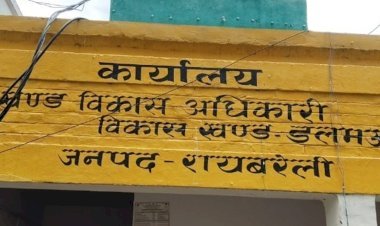 कार्यालय
खण्ड विकास अधिकारी
विकास खण्ड-डलमऊ
जनपद-रायबरेली